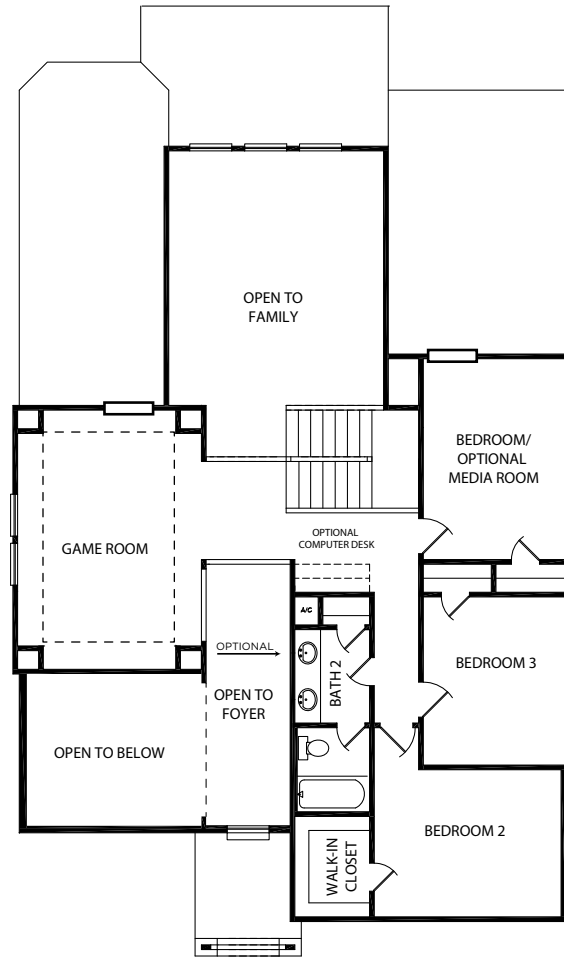 OPEN TO
FAMILY
BEDROOM/
OPTIONAL
MEDIA ROOM
OPTIONAL
COMPUTER DESK
GAME ROOM
A/C
OPTIONAL
BATH 2
BEDROOM 3
OPEN TO
FOYER
OPEN TO BELOW
BEDROOM 2
WALK-IN
CLOSET